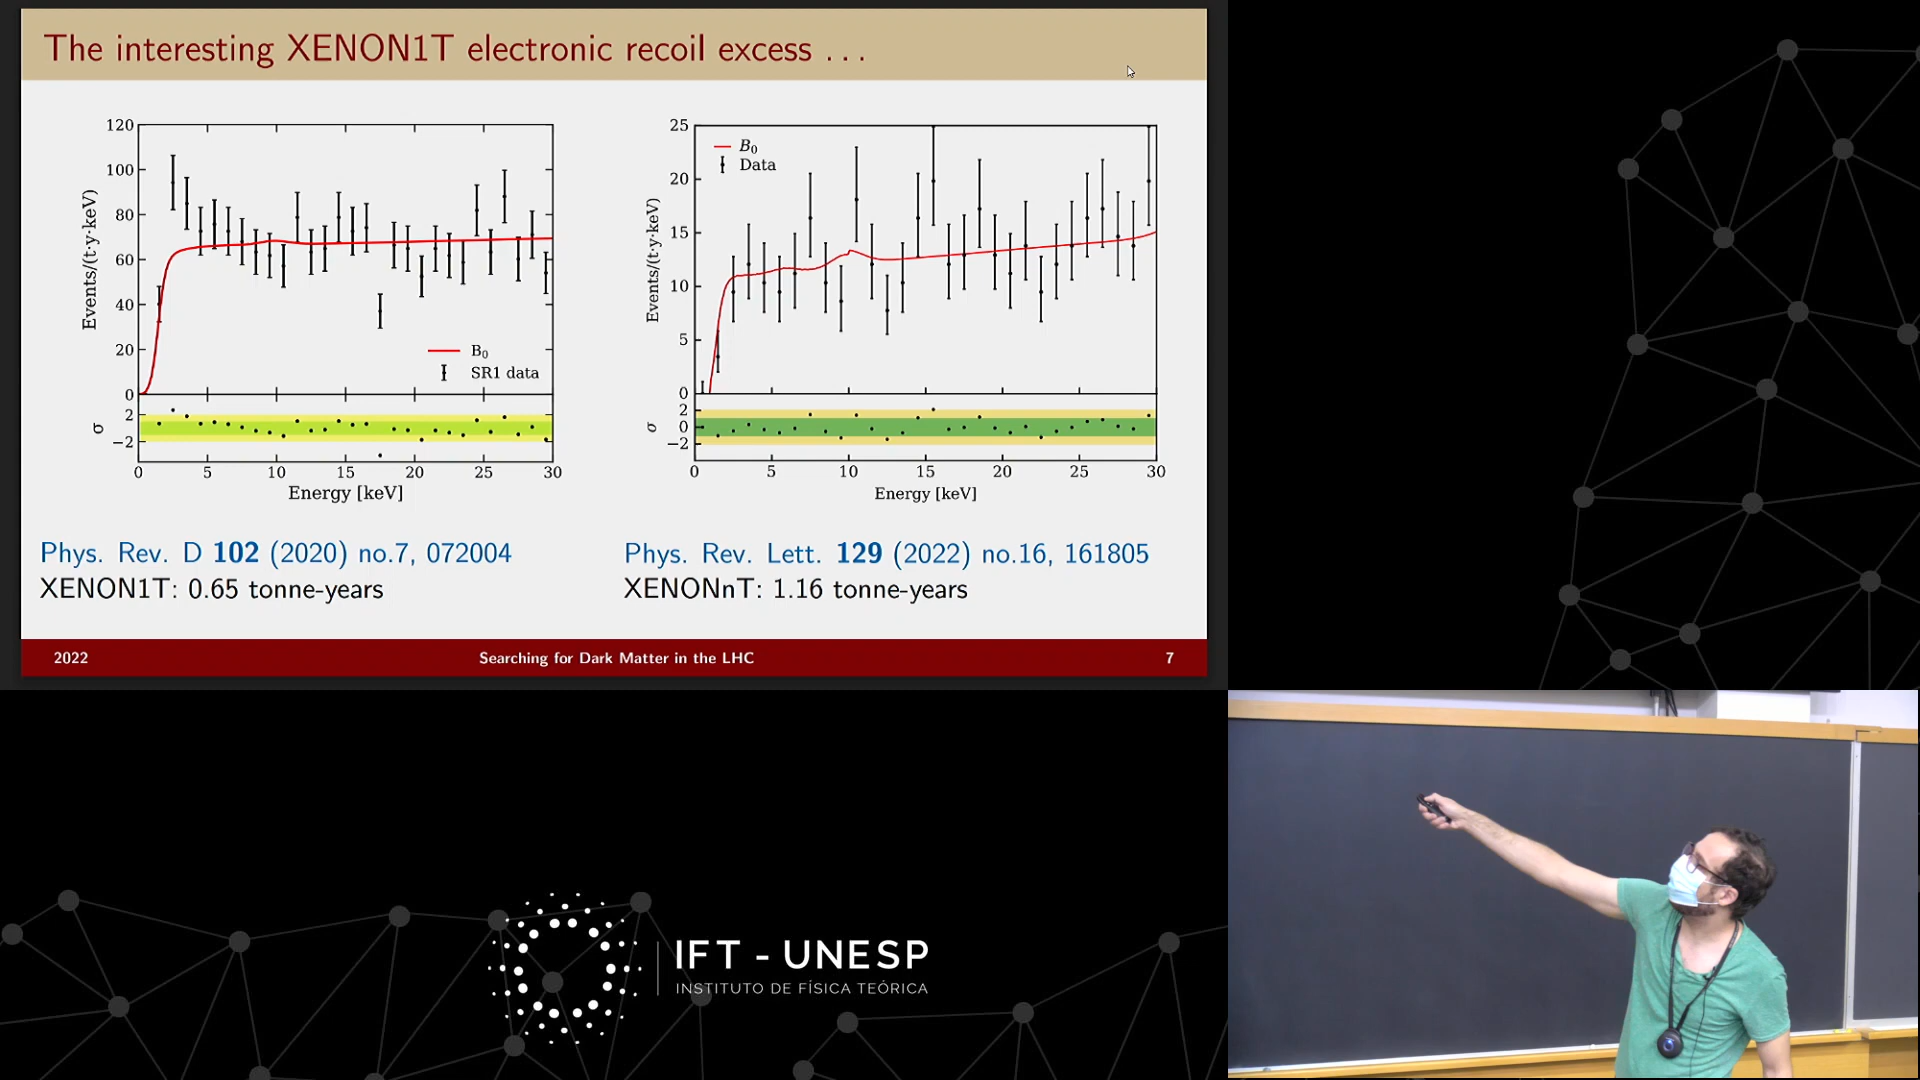 The interesting XENON1T electronic recoil excess . . .
120
100
80
60
40
20
0
Events/(t·y·keV)
B₀
SR1 data
2
−2
σ
0 5 10 15 20 25 30
Energy [keV]
25
20
15
10
5
0
Events/(t·y·keV)
B₀
Data
2
0
−2
σ
0 5 10 15 20 25 30
Energy [keV]
Phys. Rev. D 102 (2020) no.7, 072004
XENON1T: 0.65 tonne-years
Phys. Rev. Lett. 129 (2022) no.16, 161805
XENONnT: 1.16 tonne-years
2022 Searching for Dark Matter in the LHC 7
IFT - UNESP
INSTITUTO DE FÍSICA TEÓRICA